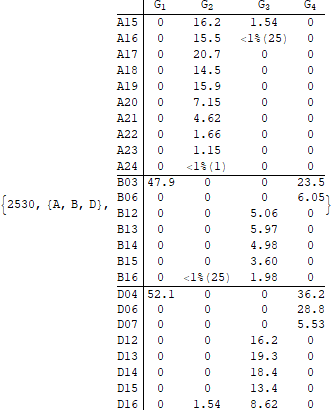 G1 G2 G3 G4
A15 0 16.2 1.54 0
A16 0 15.5 <1%(25) 0
A17 0 20.7 0 0
A18 0 14.5 0 0
A19 0 15.9 0 0
A20 0 7.15 0 0
A21 0 4.62 0 0
A22 0 1.66 0 0
A23 0 1.15 0 0
A24 0 <1%(1) 0 0
B03 47.9 0 0 23.5
{2530, {A, B, D}, B06 0 0 0 6.05 }
B12 0 0 5.06 0
B13 0 0 5.97 0
B14 0 0 4.98 0
B15 0 0 3.60 0
B16 0 <1%(25) 1.98 0
D04 52.1 0 0 36.2
D06 0 0 0 28.8
D07 0 0 0 5.53
D12 0 0 16.2 0
D13 0 0 19.3 0
D14 0 0 18.4 0
D15 0 0 13.4 0
D16 0 1.54 8.62 0